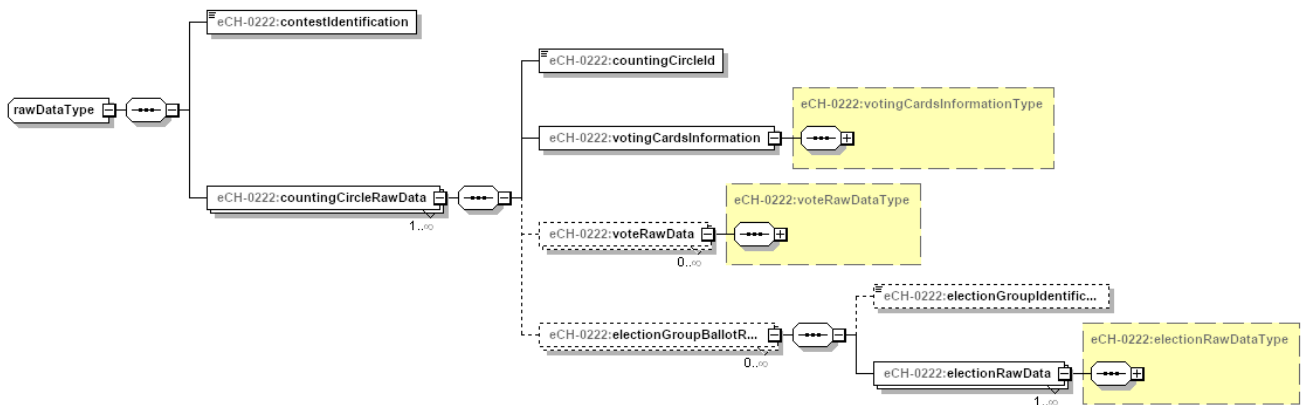 eCH-0222:contestIdentification
eCH-0222:countingCircleId
eCH-0222:votingCardsInformationType
rawDataType
eCH-0222:votingCardsInformation
eCH-0222:countingCircleRawData
1..∞
eCH-0222:voteRawDataType
eCH-0222:voteRawData
0..∞
eCH-0222:electionGroupIdentific...
eCH-0222:electionGroupBallotR...
0..∞
eCH-0222:electionRawDataType
eCH-0222:electionRawData
1..∞